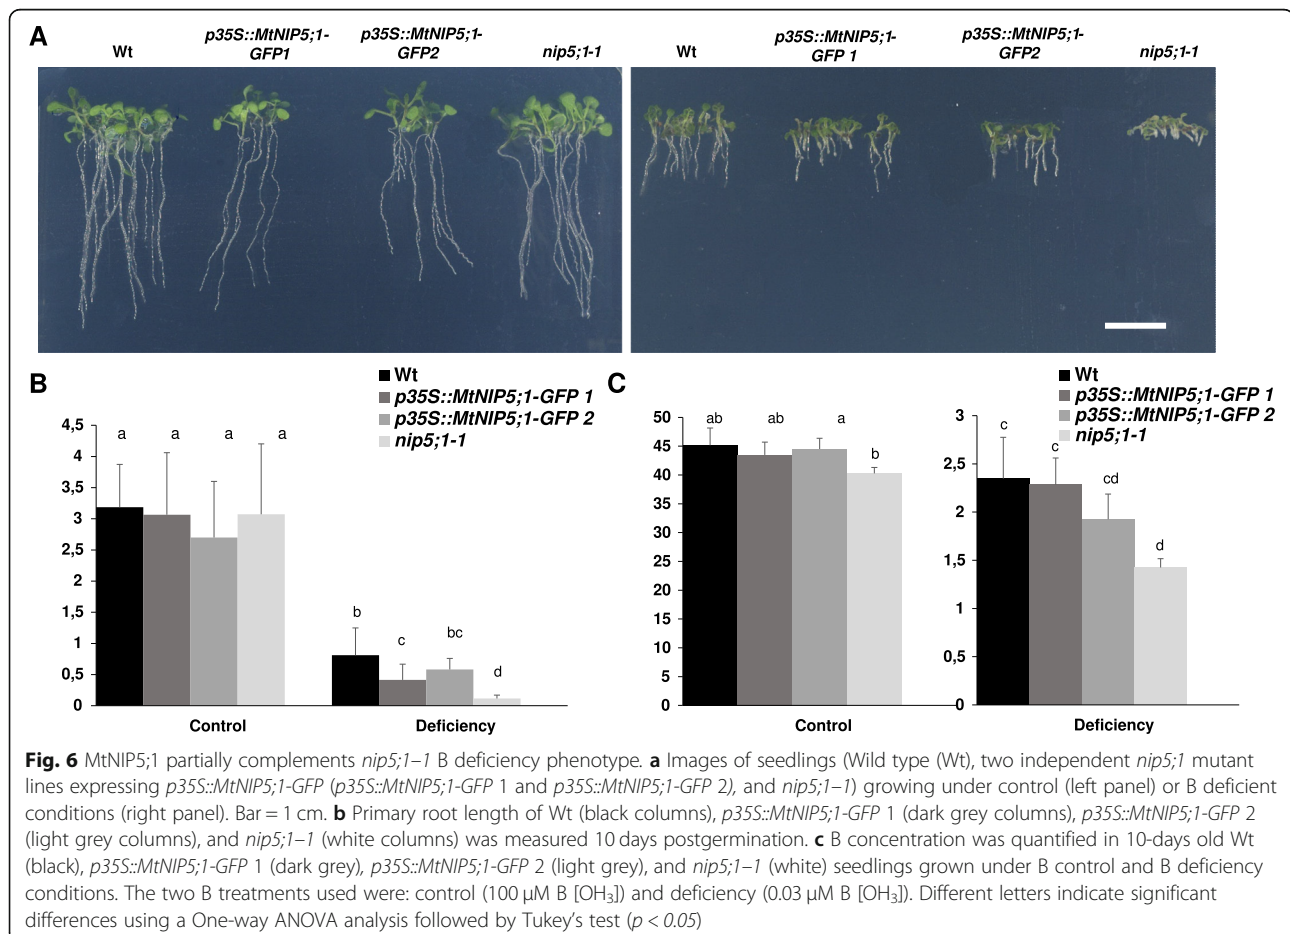 A
Wt p35S::MtNIP5;1- p35S::MtNIP5;1- nip5;1-1 Wt p35S::MtNIP5;1- p35S::MtNIP5;1- nip5;1-1
GFP1 GFP2 GFP 1 GFP2
B
Wt
p35S::MtNIP5;1-GFP 1
p35S::MtNIP5;1-GFP 2
nip5;1-1
4,5
4
3,5
3
2,5
2
1,5
1
0,5
0
a a a a
b c bc d
Control Deficiency
C
Wt
p35S::MtNIP5;1-GFP 1
p35S::MtNIP5;1-GFP 2
nip5;1-1
50
45
40
35
30
25
20
15
10
5
0
ab ab a b
Control
3
2,5
2
1,5
1
0,5
0
c c cd d
Deficiency
Fig. 6 MtNIP5;1 partially complements nip5;1–1 B deficiency phenotype. a Images of seedlings (Wild type (Wt), two independent nip5;1 mutant
lines expressing p35S::MtNIP5;1-GFP (p35S::MtNIP5;1-GFP 1 and p35S::MtNIP5;1-GFP 2), and nip5;1–1) growing under control (left panel) or B deficient
conditions (right panel). Bar = 1 cm. b Primary root length of Wt (black columns), p35S::MtNIP5;1-GFP 1 (dark grey columns), p35S::MtNIP5;1-GFP 2
(light grey columns), and nip5;1–1 (white columns) was measured 10 days postgermination. c B concentration was quantified in 10-days old Wt
(black), p35S::MtNIP5;1-GFP 1 (dark grey), p35S::MtNIP5;1-GFP 2 (light grey), and nip5;1–1 (white) seedlings grown under B control and B deficiency
conditions. The two B treatments used were: control (100 μM B [OH₃]) and deficiency (0.03 μM B [OH₃]). Different letters indicate significant
differences using a One-way ANOVA analysis followed by Tukey's test (p < 0.05)